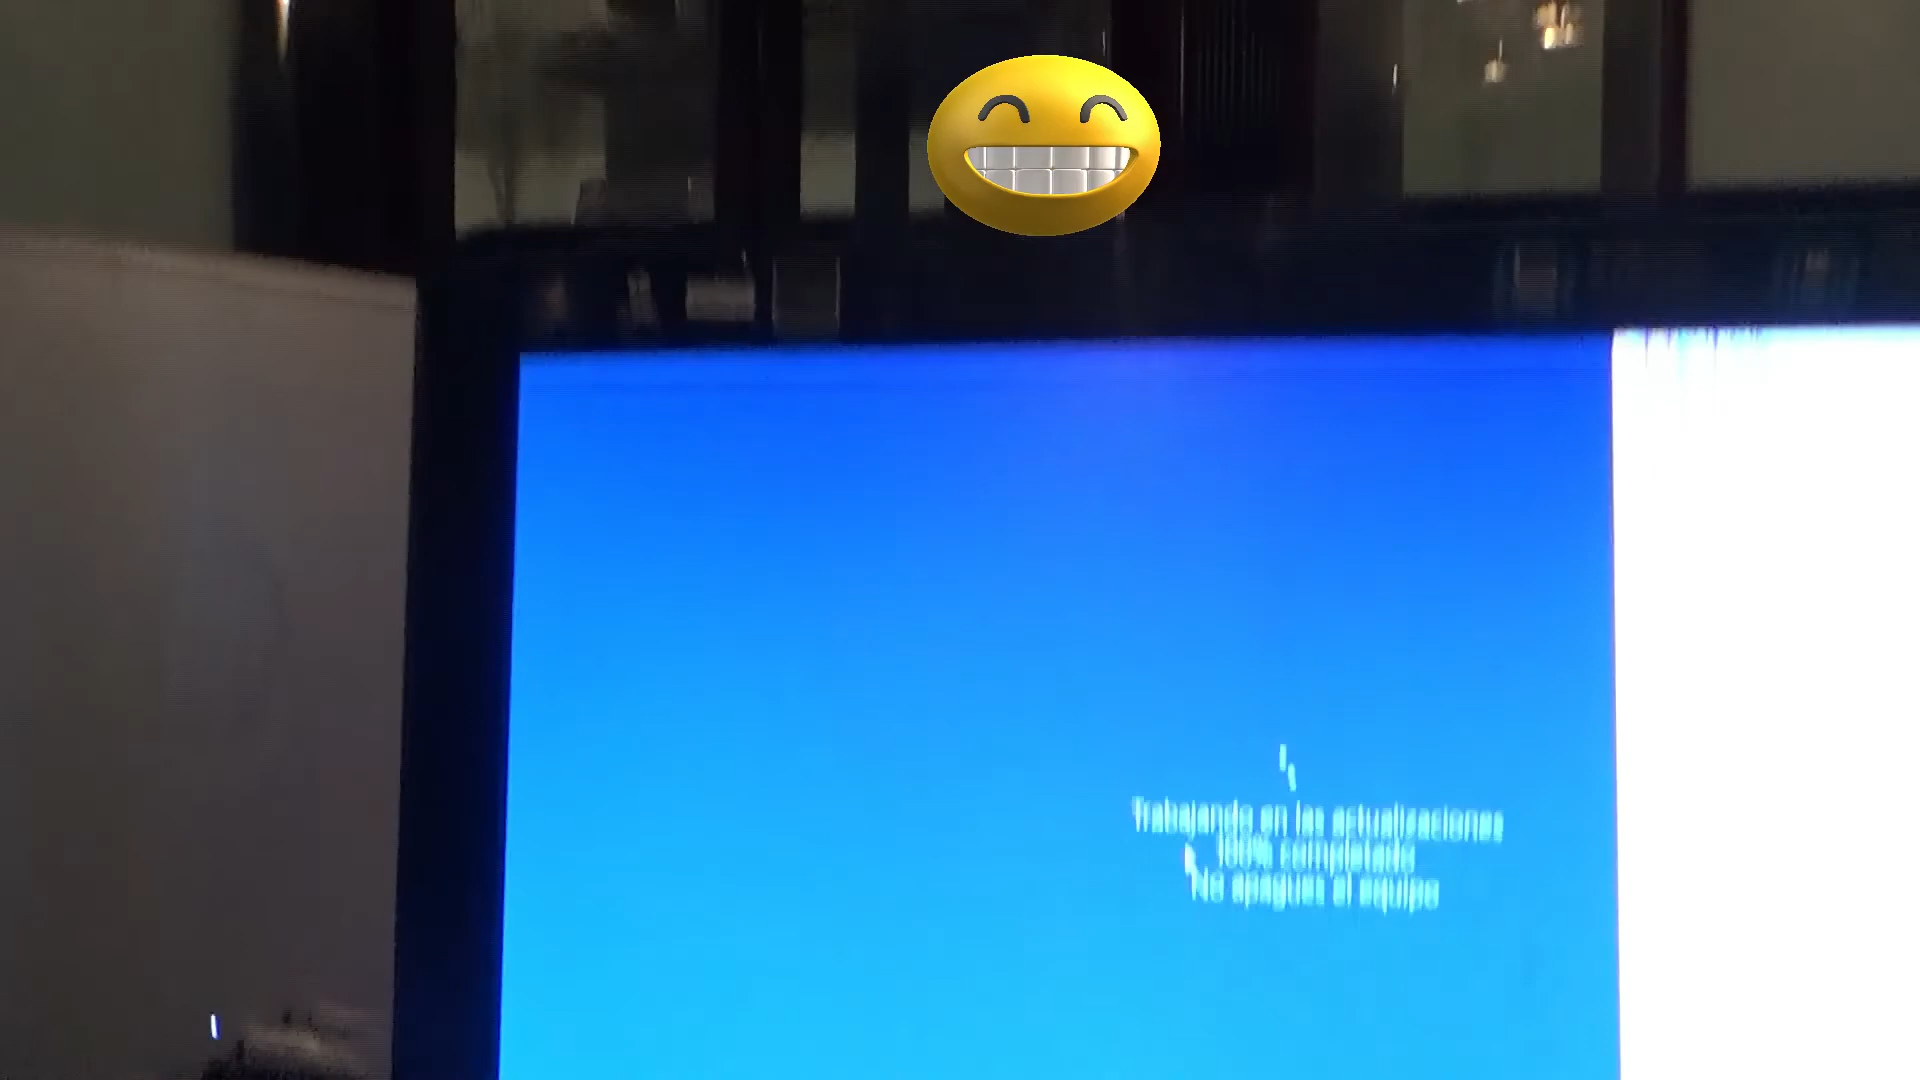 Trabajando en las actualizaciones
100% completado
No apagues el equipo